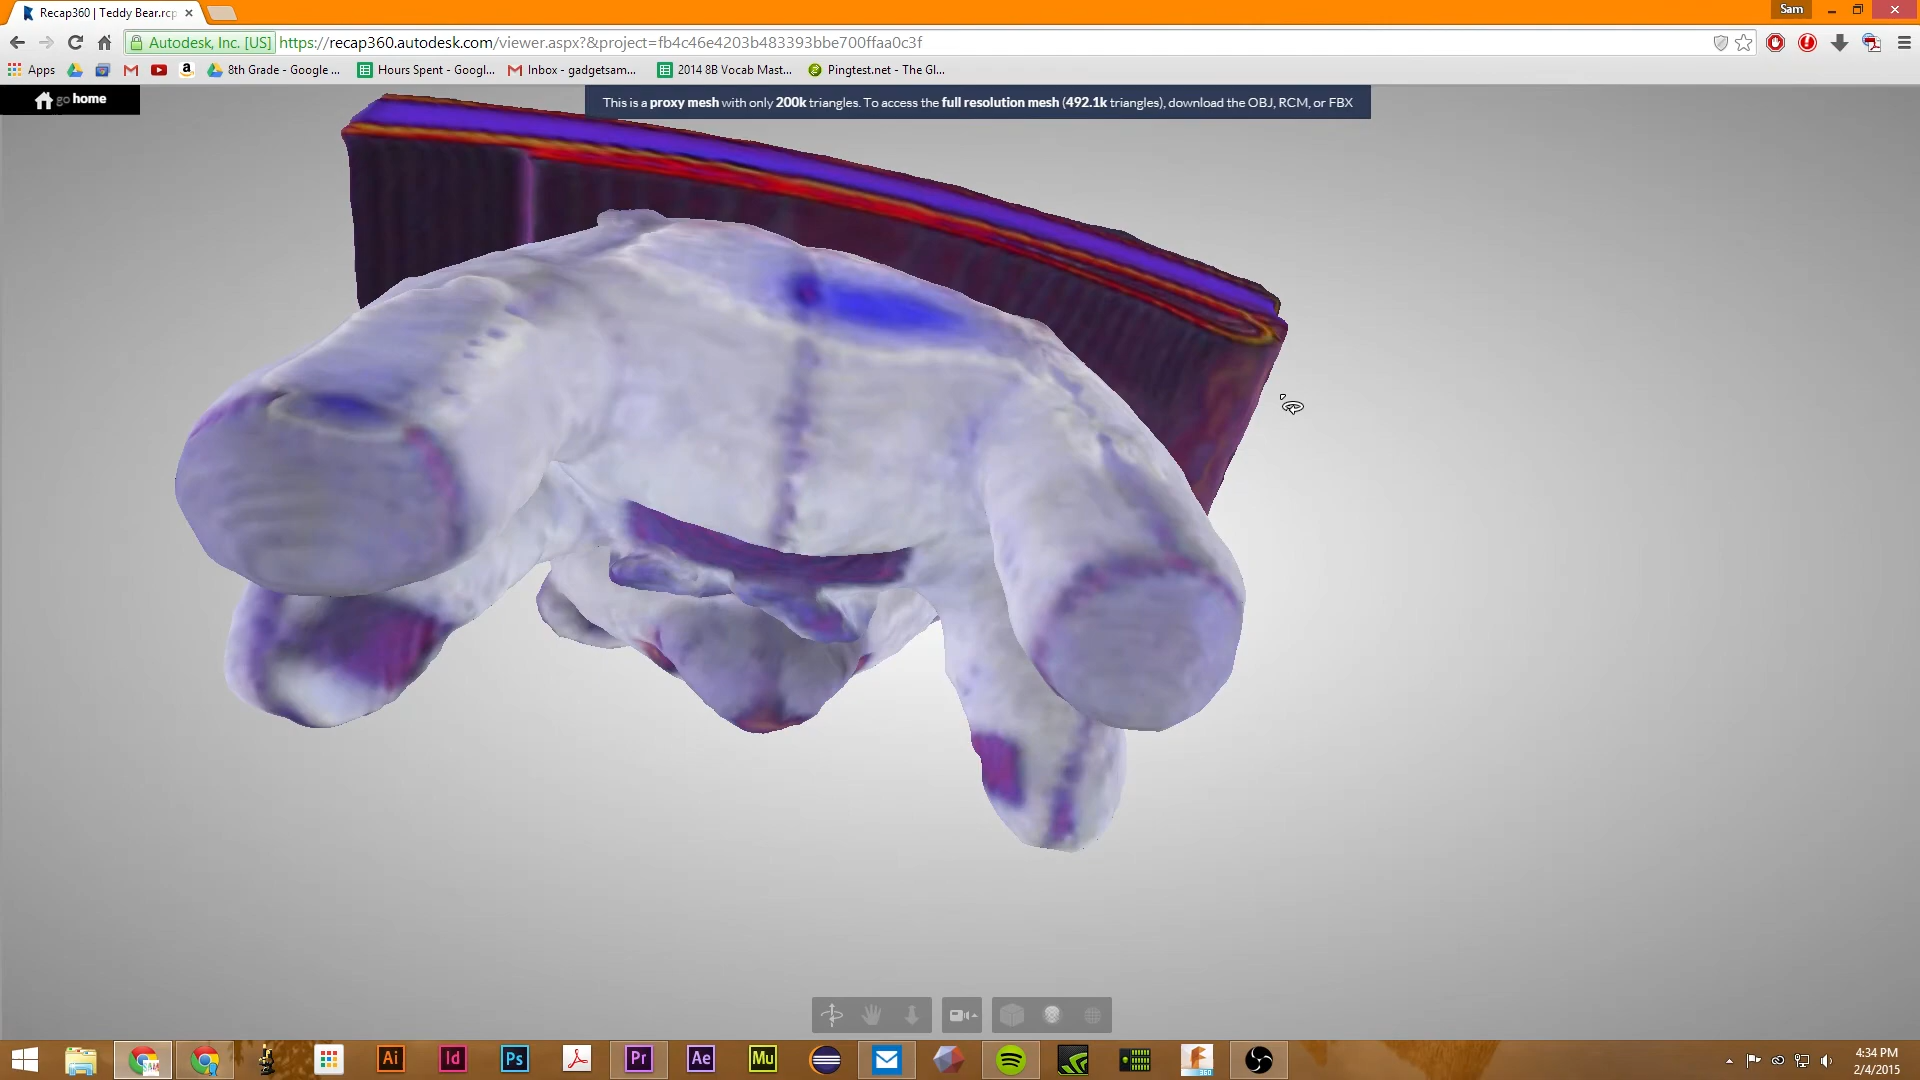 Recap360 | Teddy Bear.rcp
Sam
Autodesk, Inc. [US]
https://recap360.autodesk.com/viewer.aspx?&project=fb4c46e4203b483393bbe700ffaa0c3f
Apps
8th Grade - Google ...
Hours Spent - Googl...
Inbox - gadgetsam...
2014 8B Vocab Mast...
Pingtest.net - The Gl...
go home
This is a proxy mesh with only 200k triangles. To access the full resolution mesh (492.1k triangles), download the OBJ, RCM, or FBX
SAM
Ai
Id
Ps
Pr
Ae
Mu
360
4:34 PM
2/4/2015